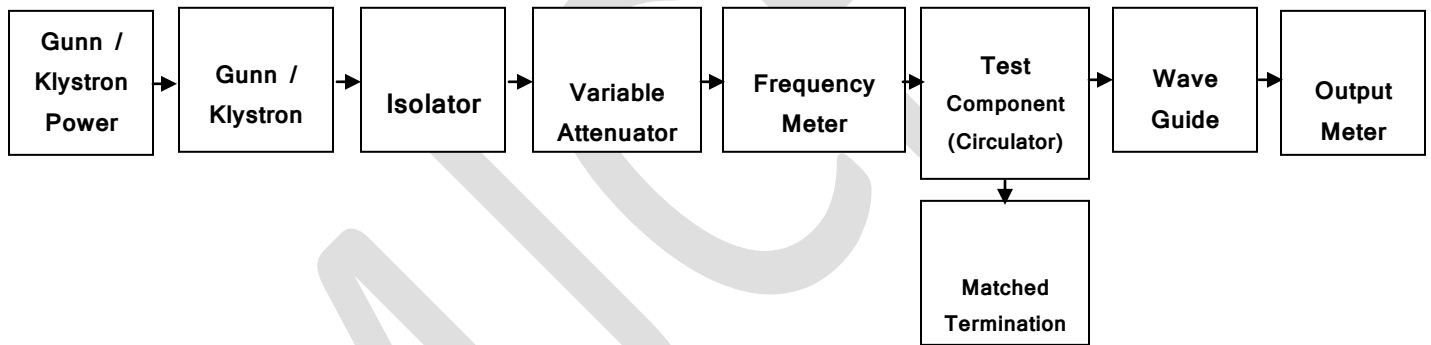 Gunn /
Klystron
Power
Gunn /
Klystron
Isolator
Variable
Attenuator
Frequency
Meter
Test
Component
(Circulator)
Wave
Guide
Output
Meter
Matched
Termination